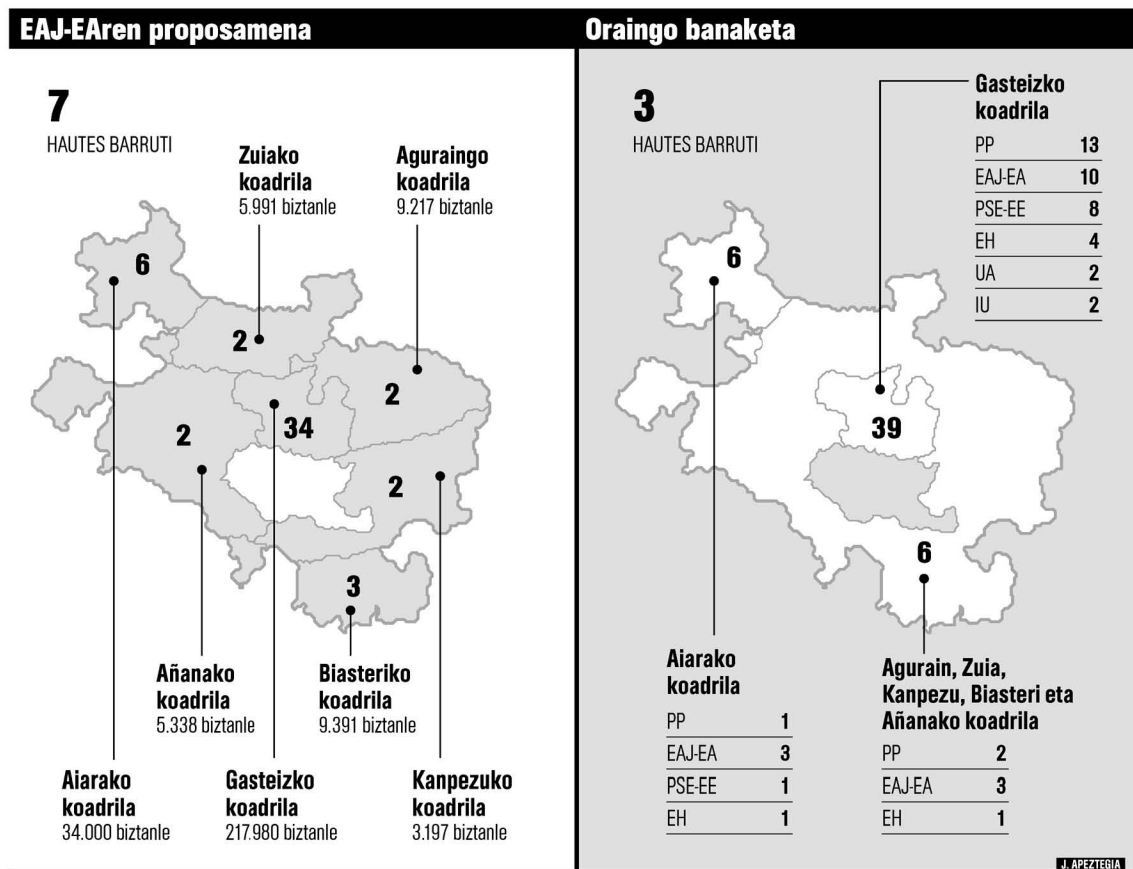 EAJ-EAren proposamena
7
HAUTES BARRUTI
Zuiako
koadrila
5.991 biztanle
Aguraingo
koadrila
9.217 biztanle
6
2
2
34
2
2
3
Añanako
koadrila
5.338 biztanle
Biasteriko
koadrila
9.391 biztanle
Aiarako
koadrila
34.000 biztanle
Gasteizko
koadrila
217.980 biztanle
Kanpezuko
koadrila
3.197 biztanle
Oraingo banaketa
3
HAUTES BARRUTI
Gasteizko
koadrila
PP 13
EAJ-EA 10
PSE-EE 8
EH 4
UA 2
IU 2
6
39
6
Aiarako
koadrila
PP 1
EAJ-EA 3
PSE-EE 1
EH 1
Agurain, Zuia,
Kanpezu, Biasteri eta
Añanako koadrila
PP 2
EAJ-EA 3
EH 1
J. APEZTEGIA